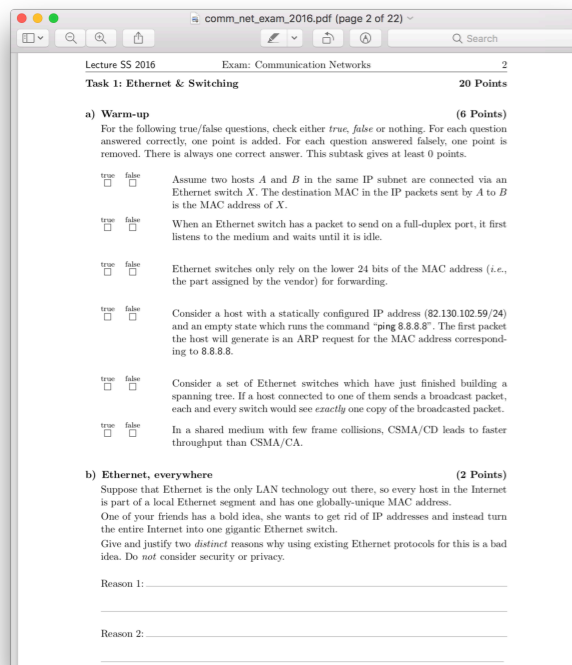 comm_net_exam_2016.pdf (page 2 of 22)
Search
Lecture SS 2016 Exam: Communication Networks 2
Task 1: Ethernet & Switching 20 Points
a) Warm-up (6 Points)
For the following true/false questions, check either true, false or nothing. For each question
answered correctly, one point is added. For each question answered falsely, one point is
removed. There is always one correct answer. This subtask gives at least 0 points.
true false
Assume two hosts A and B in the same IP subnet are connected via an
Ethernet switch X. The destination MAC in the IP packets sent by A to B
is the MAC address of X.
true false
When an Ethernet switch has a packet to send on a full-duplex port, it first
listens to the medium and waits until it is idle.
true false
Ethernet switches only rely on the lower 24 bits of the MAC address (i.e.,
the part assigned by the vendor) for forwarding.
true false
Consider a host with a statically configured IP address (82.130.102.59/24)
and an empty state which runs the command "ping 8.8.8.8". The first packet
the host will generate is an ARP request for the MAC address correspond-
ing to 8.8.8.8.
true false
Consider a set of Ethernet switches which have just finished building a
spanning tree. If a host connected to one of them sends a broadcast packet,
each and every switch would see exactly one copy of the broadcasted packet.
true false
In a shared medium with few frame collisions, CSMA/CD leads to faster
throughput than CSMA/CA.
b) Ethernet, everywhere (2 Points)
Suppose that Ethernet is the only LAN technology out there, so every host in the Internet
is part of a local Ethernet segment and has one globally-unique MAC address.
One of your friends has a bold idea, she wants to get rid of IP addresses and instead turn
the entire Internet into one gigantic Ethernet switch.
Give and justify two distinct reasons why using existing Ethernet protocols for this is a bad
idea. Do not consider security or privacy.
Reason 1:
Reason 2: